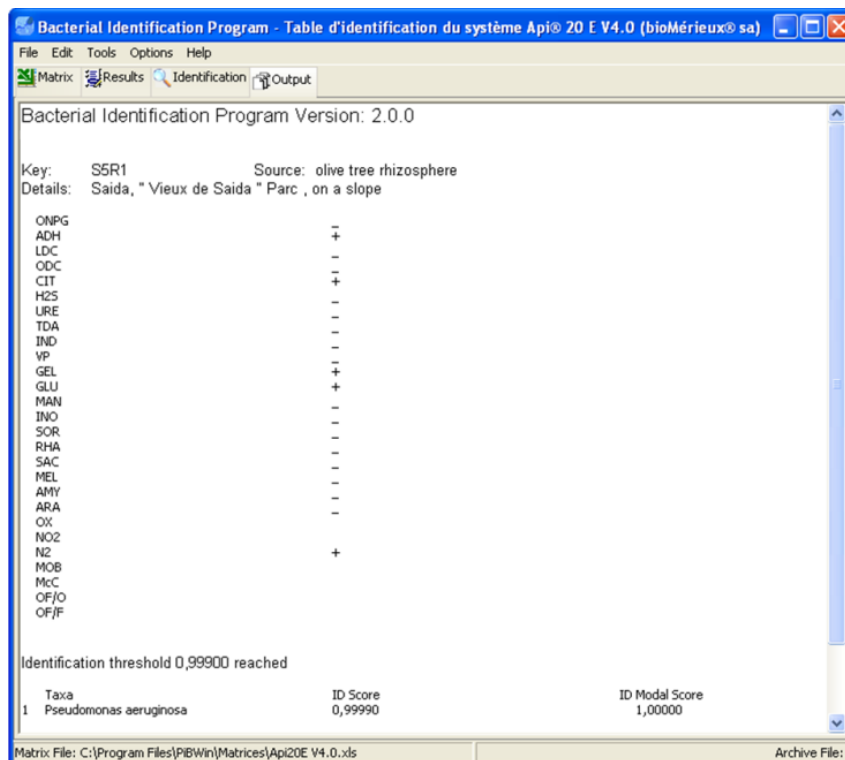 Bacterial Identification Program - Table d'identification du système Api® 20 E V4.0 (bioMérieux® sa)
File Edit Tools Options Help
Matrix Results Identification Output
Bacterial Identification Program Version: 2.0.0
Key: S5R1 Source: olive tree rhizosphere
Details: Saida, " Vieux de Saida " Parc , on a slope
ONPG _
ADH +
LDC _
ODC _
CIT +
H2S _
URE _
TDA _
IND _
VP _
GEL +
GLU +
MAN _
INO _
SOR _
RHA _
SAC _
MEL _
AMY _
ARA _
OX
NO2
N2 +
MOB
McC
OF/O
OF/F
Identification threshold 0,99900 reached
Taxa ID Score ID Modal Score
1 Pseudomonas aeruginosa 0,99990 1,00000
Matrix File: C:\Program Files\PiBWin\Matrices\Api20E V4.0.xls Archive File: